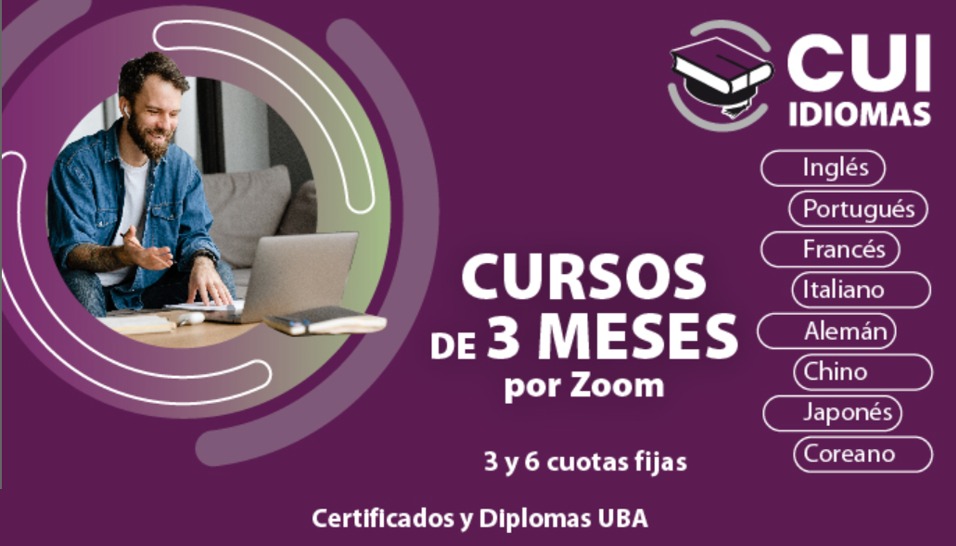 CUI
IDIOMAS
Inglés
Portugués
Francés
Italiano
Alemán
Chino
Japonés
Coreano
CURSOS
DE 3 MESES
por Zoom
3 y 6 cuotas fijas
Certificados y Diplomas UBA